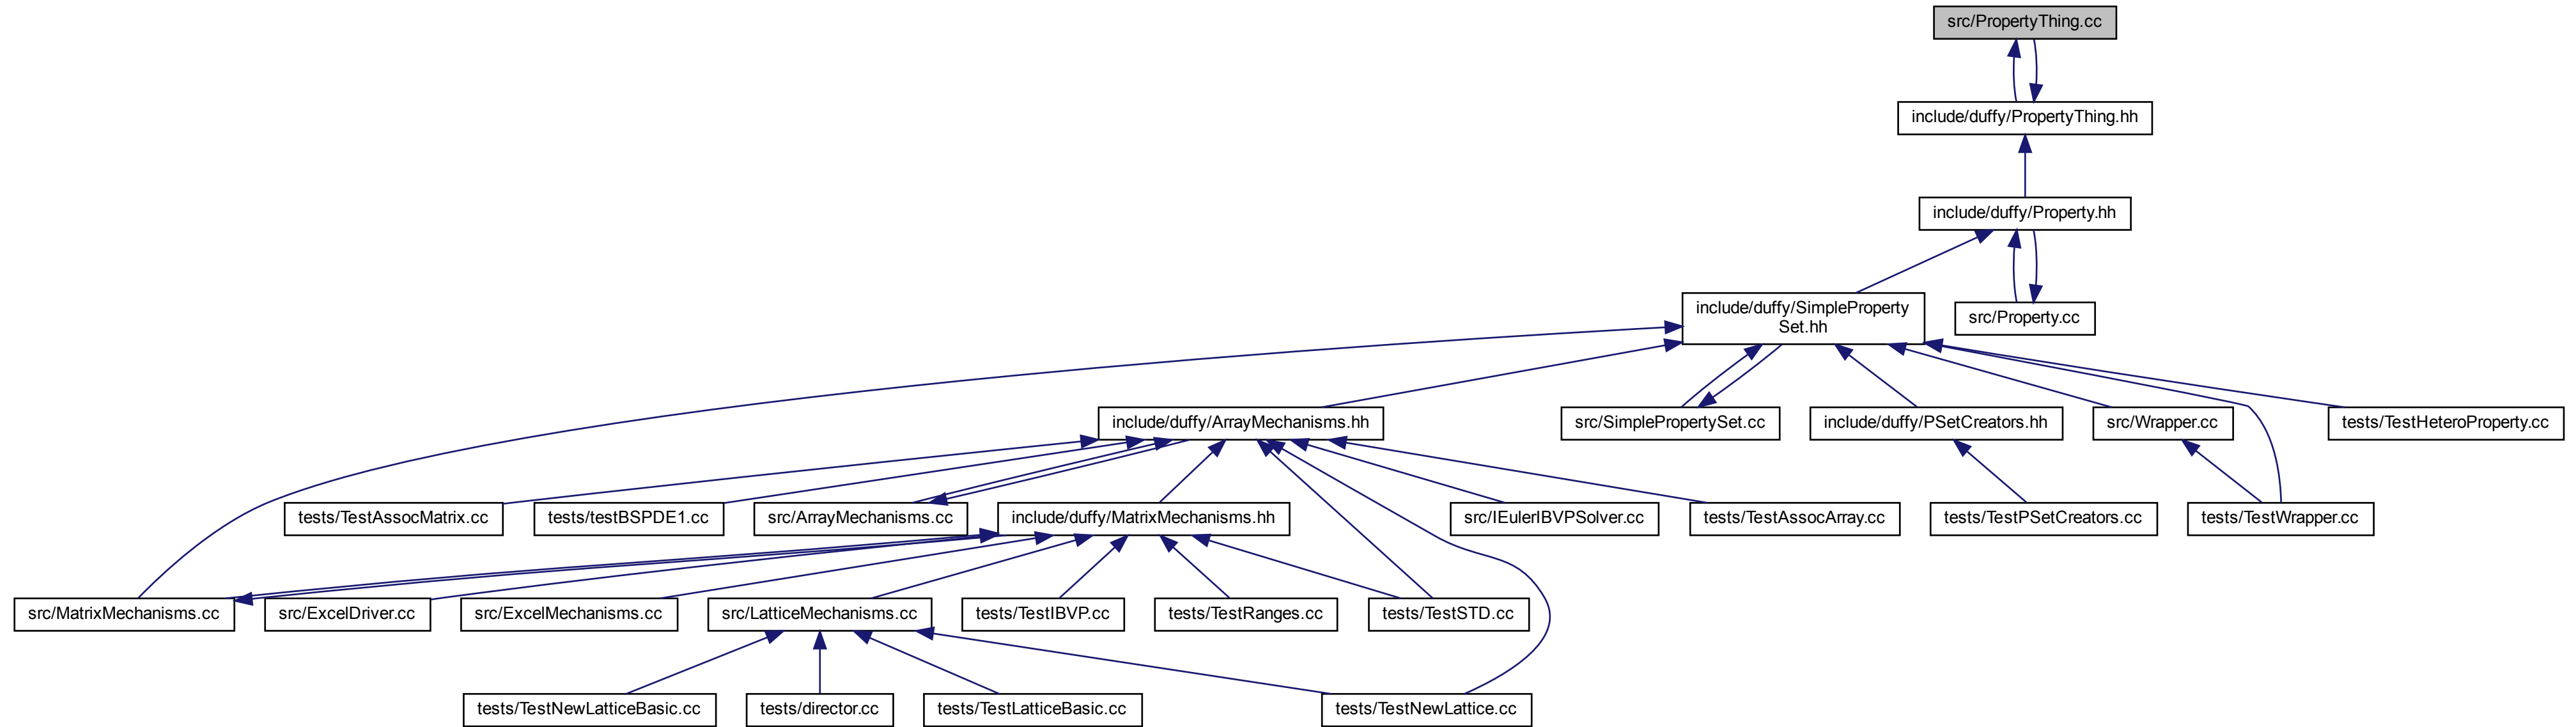 src/PropertyThing.cc
include/duffy/PropertyThing.hh
include/duffy/Property.hh
include/duffy/SimpleProperty
Set.hh
src/Property.cc
include/duffy/ArrayMechanisms.hh
src/SimplePropertySet.cc
include/duffy/PSetCreators.hh
src/Wrapper.cc
tests/TestHeteroProperty.cc
tests/TestAssocMatrix.cc
tests/testBSPDE1.cc
src/ArrayMechanisms.cc
include/duffy/MatrixMechanisms.hh
src/IEulerIBVPSolver.cc
tests/TestAssocArray.cc
tests/TestPSetCreators.cc
tests/TestWrapper.cc
src/MatrixMechanisms.cc
src/ExcelDriver.cc
src/ExcelMechanisms.cc
src/LatticeMechanisms.cc
tests/TestIBVP.cc
tests/TestRanges.cc
tests/TestSTD.cc
tests/TestNewLatticeBasic.cc
tests/director.cc
tests/TestLatticeBasic.cc
tests/TestNewLattice.cc